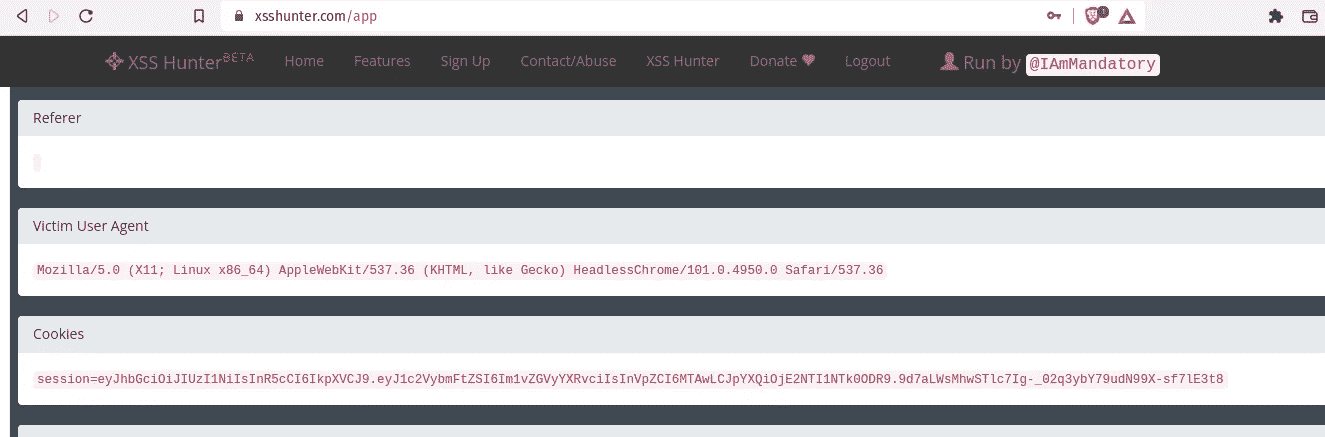 xsshunter.com/app
XSS HunterBETA Home Features Sign Up Contact/Abuse XSS Hunter Donate ♥ Logout Run by @IAmMandatory
Referer
Victim User Agent
Mozilla/5.0 (X11; Linux x86_64) AppleWebKit/537.36 (KHTML, like Gecko) HeadlessChrome/101.0.4950.0 Safari/537.36
Cookies
session=eyJhbGciOiJIUzI1NiIsInR5cCI6IkpXVCJ9.eyJ1c2VybmFtZSI6Im1vZGVyYXRvciIsInVpZCI6MTAwLCJpYXQiOjE2NTI1NTk0ODR9.9d7aLWsMhwSTlc7Ig-_02q3ybY79udN99X-sf7lE3t8